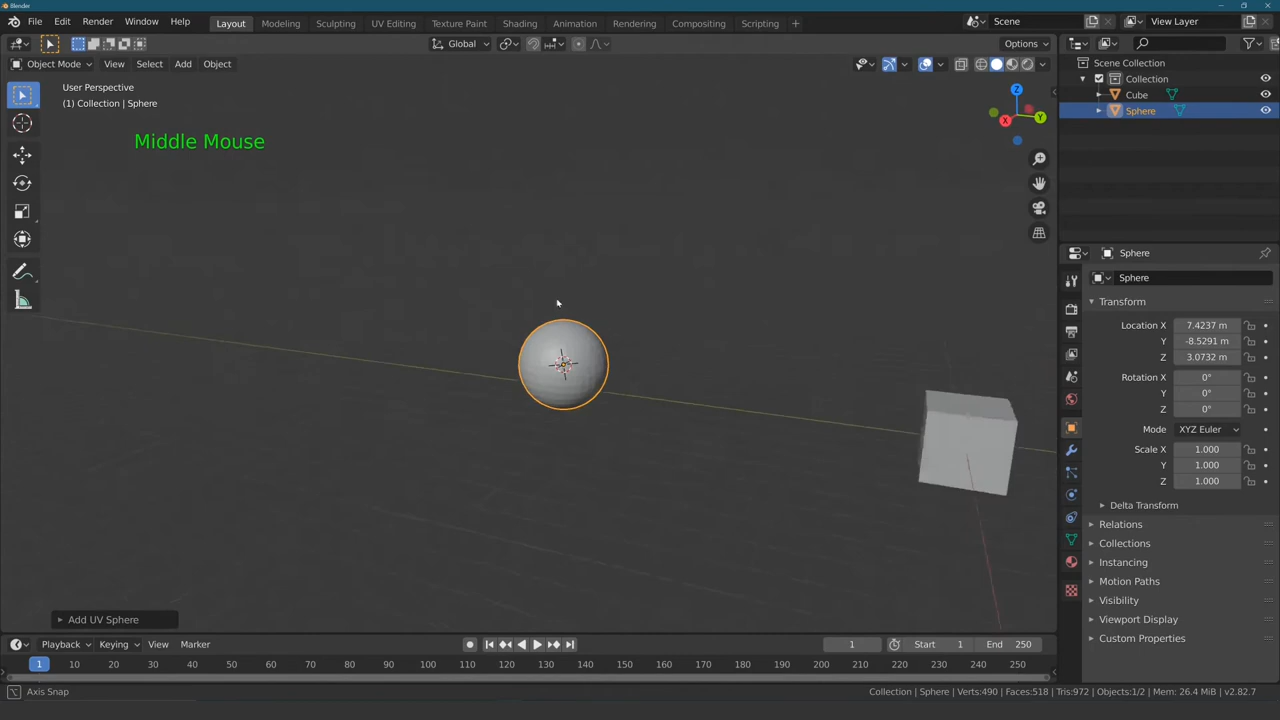 Blender
File Edit Render Window Help
Layout Modeling Sculpting UV Editing Texture Paint Shading Animation Rendering Compositing Scripting +
Scene
View Layer
Global
Options
Object Mode View Select Add Object
User Perspective
(1) Collection | Sphere
Middle Mouse
Z
X
Y
Scene Collection
Collection
Cube
Sphere
Sphere
Sphere
Transform
Location X 7.4237 m
Y -8.5291 m
Z 3.0732 m
Rotation X 0°
Y 0°
Z 0°
Mode XYZ Euler
Scale X 1.000
Y 1.000
Z 1.000
Delta Transform
Relations
Collections
Instancing
Motion Paths
Visibility
Viewport Display
Custom Properties
Add UV Sphere
Playback Keying View Marker
1 Start 1 End 250
1 10 20 30 40 50 60 70 80 90 100 110 120 130 140 150 160 170 180 190 200 210 220 230 240 250
Axis Snap
Collection | Sphere | Verts:490 | Faces:518 | Tris:972 | Objects:1/2 | Mem: 26.4 MiB | v2.82.7